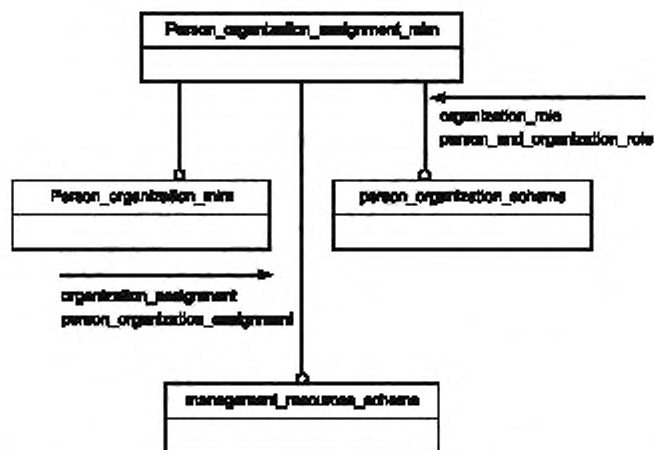 Person_organization_assignment_mim
organization_role
person_and_organization_role
Person_organization_mim
person_organization_schema
organization_assignment
person_organization_assignment
management_resources_schema